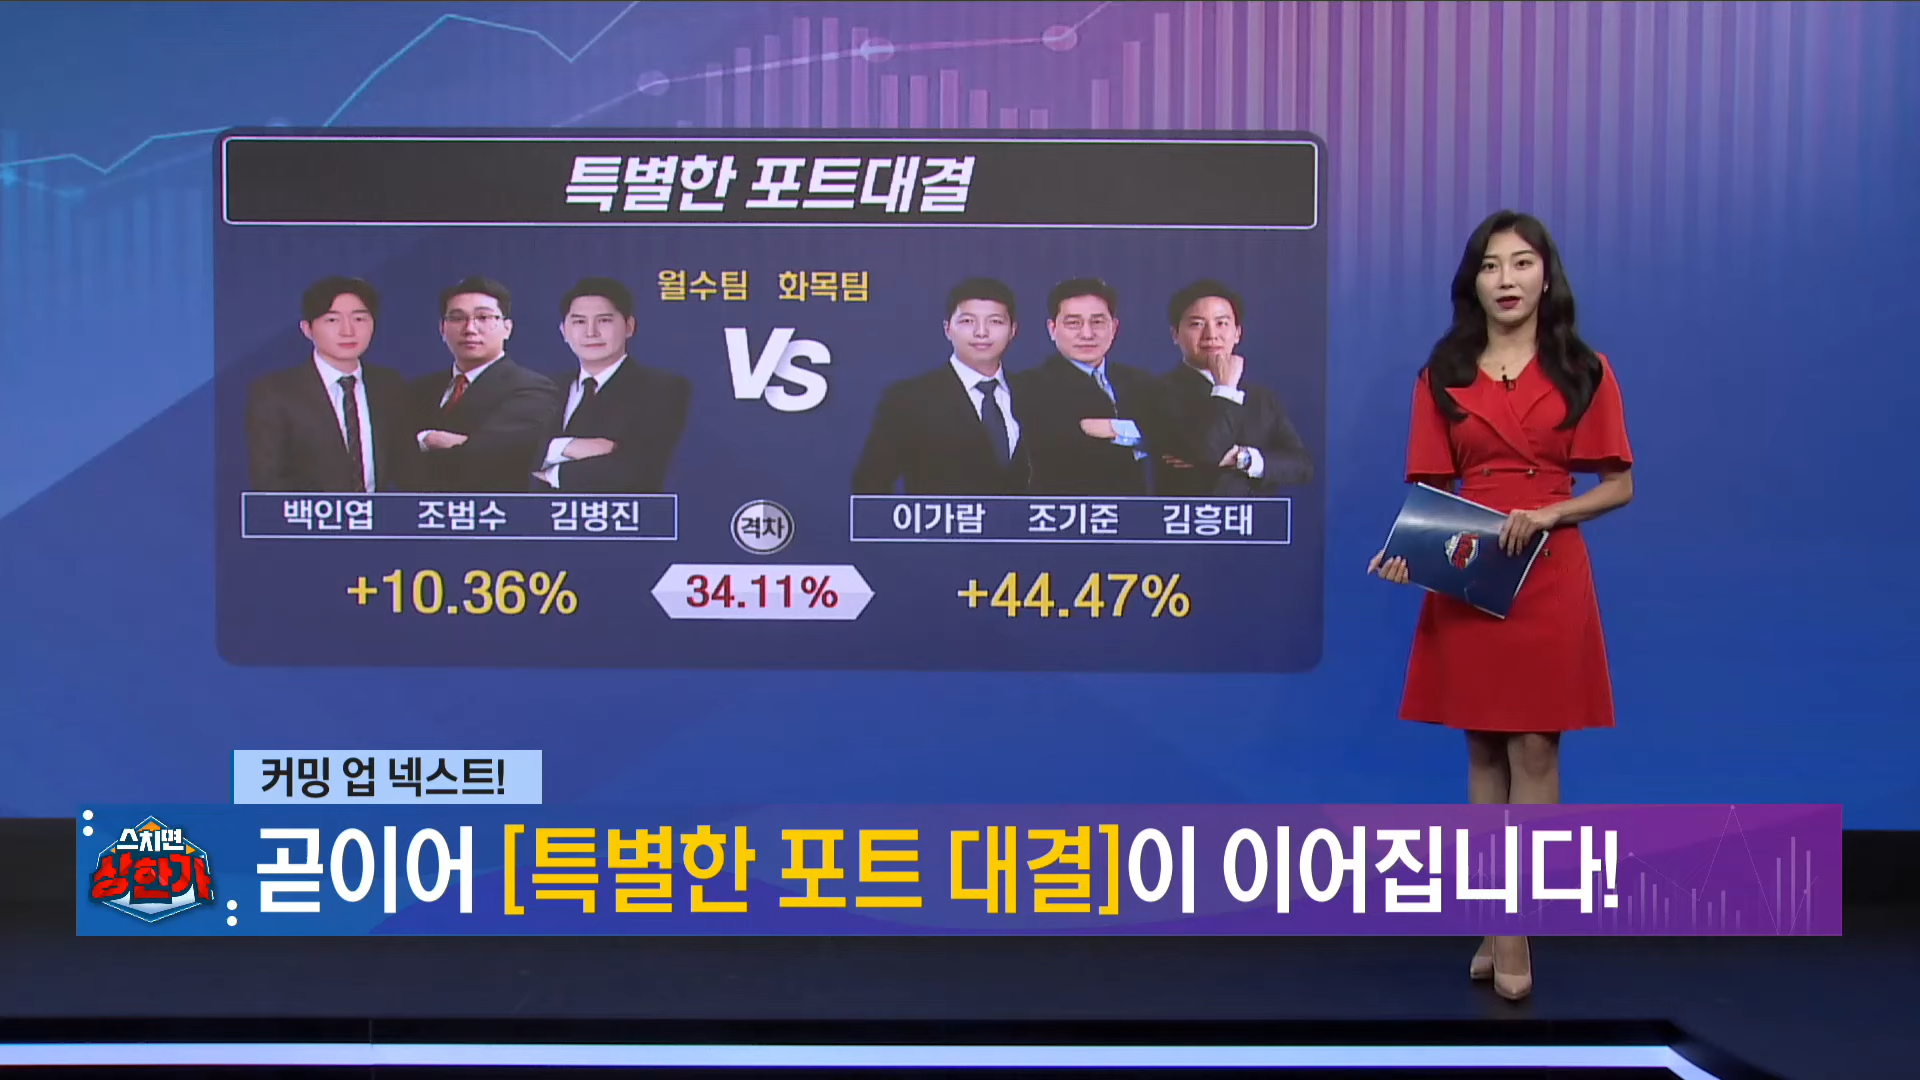 특별한 포트대결
월수팀 화목팀
VS
백인엽 조범수 김병진
격차
이가람 조기준 김흥태
+10.36%
34.11%
+44.47%
커밍 업 넥스트!
스치면
상한가
곧이어 [특별한 포트 대결]이 이어집니다!